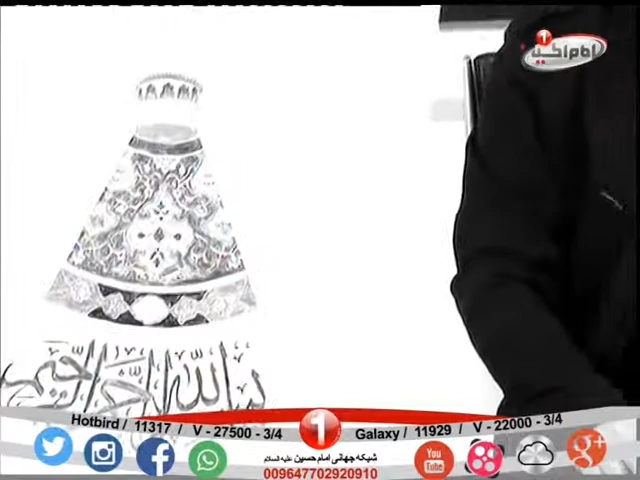 امام حسین 1
بسم الله الرحمن الرحیم
Hotbird / 11317 / V - 27500 - 3/4
1
Galaxy / 11929 / V - 22000 - 3/4
شبکه جهانی امام حسین علیه السلام
009647702920910
You Tube
g+